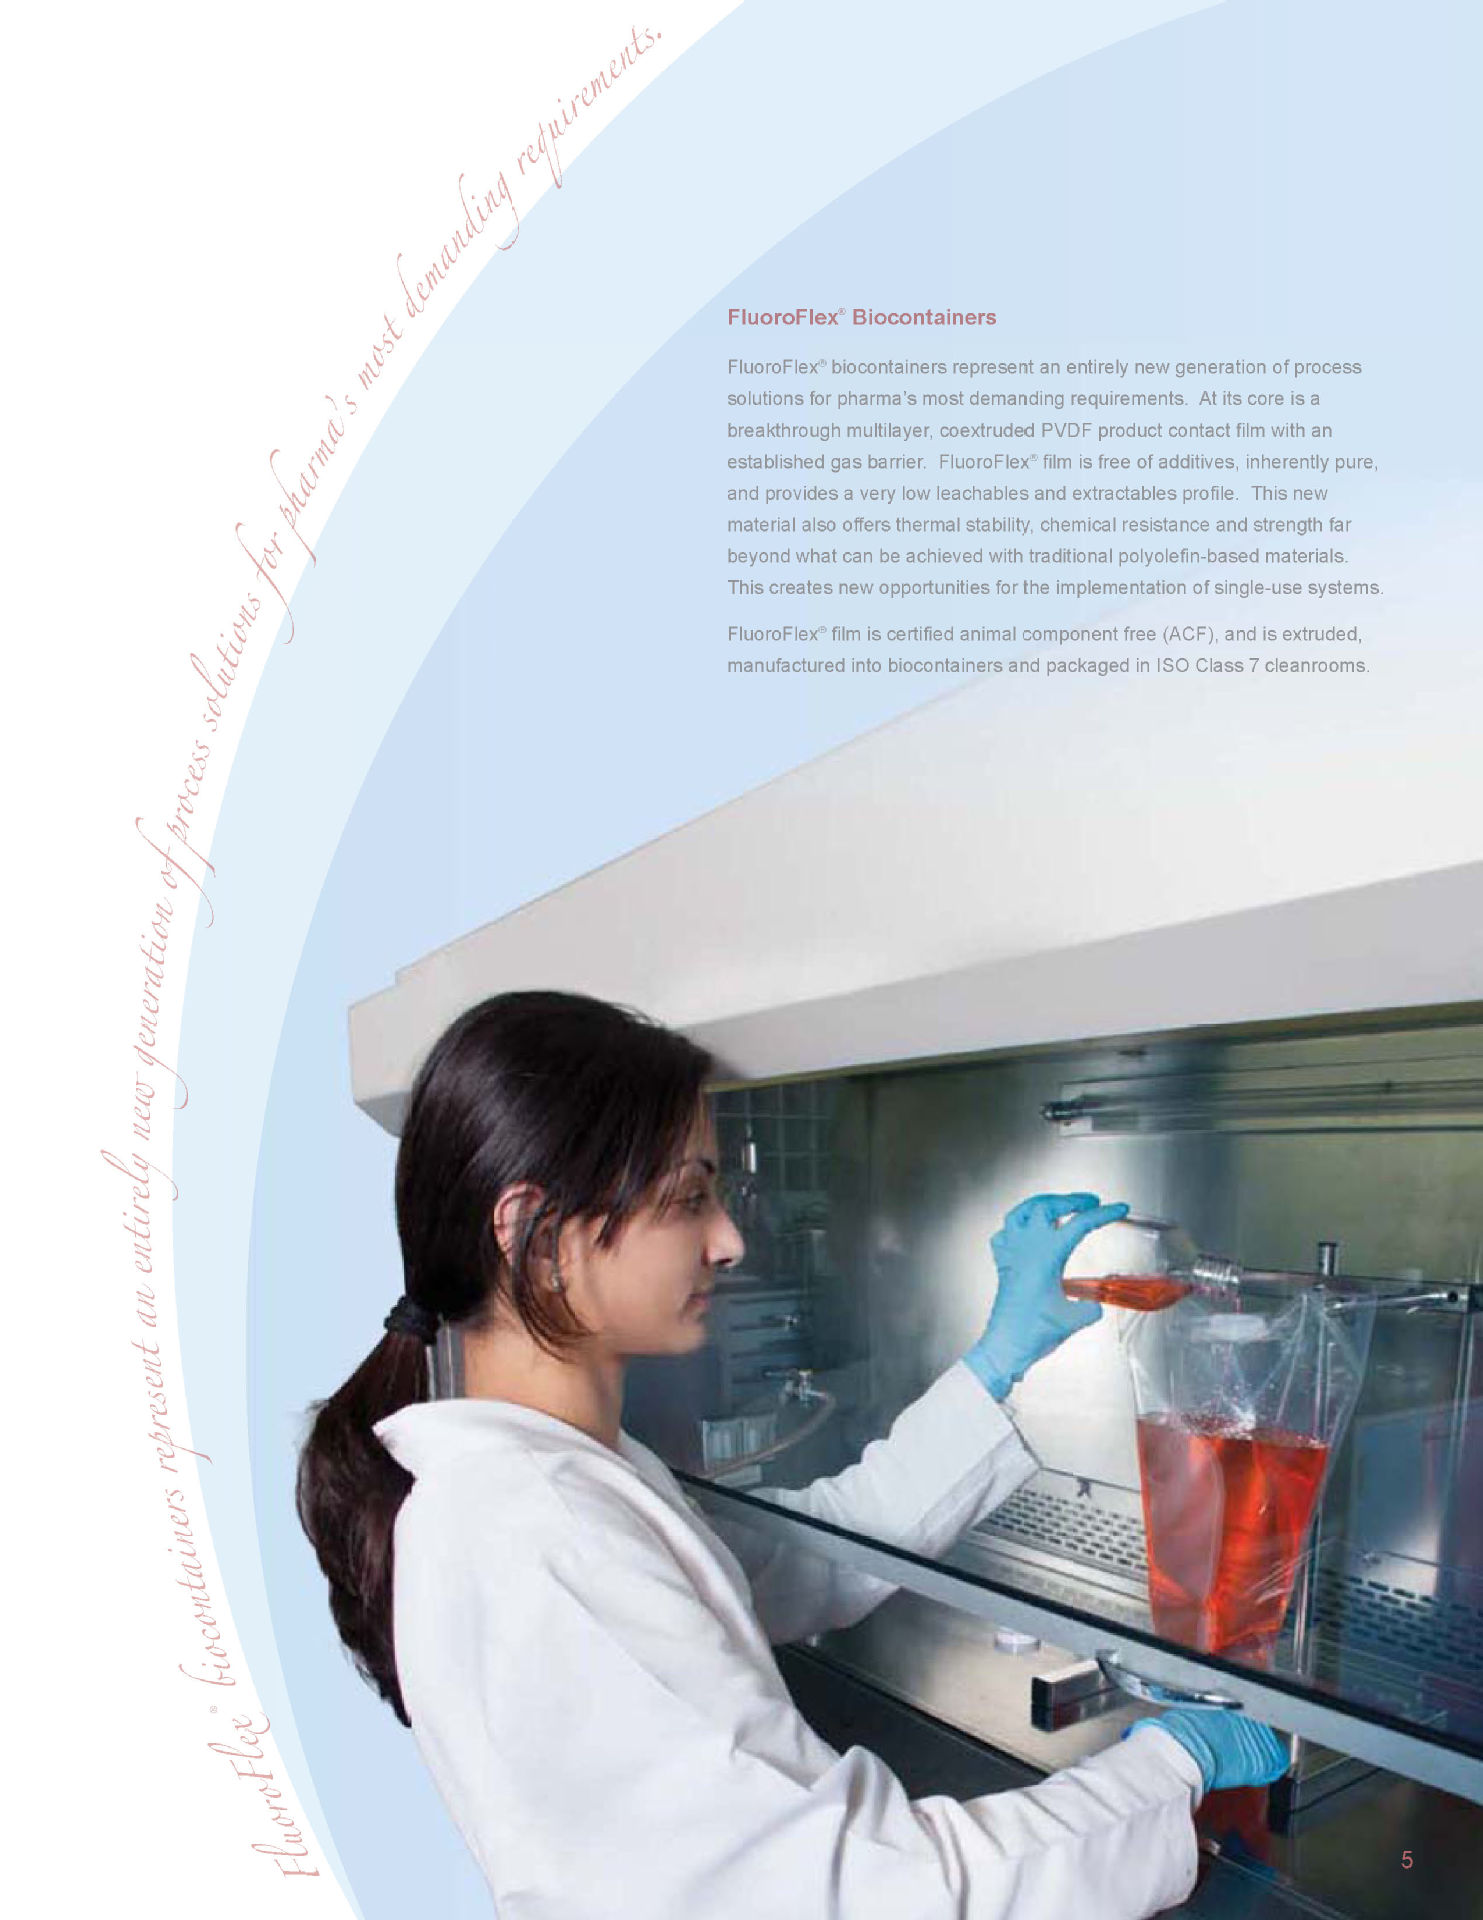 FluoroFlex® biocontainers represent an entirely new generation of process solutions for pharma's most demanding requirements.
FluoroFlex® Biocontainers
FluoroFlex® biocontainers represent an entirely new generation of process
solutions for pharma's most demanding requirements.  At its core is a
breakthrough multilayer, coextruded PVDF product contact film with an
established gas barrier.  FluoroFlex® film is free of additives, inherently pure,
and provides a very low leachables and extractables profile.  This new
material also offers thermal stability, chemical resistance and strength far
beyond what can be achieved with traditional polyolefin-based materials.
This creates new opportunities for the implementation of single-use systems.
FluoroFlex® film is certified animal component free (ACF), and is extruded,
manufactured into biocontainers and packaged in ISO Class 7 cleanrooms.
5